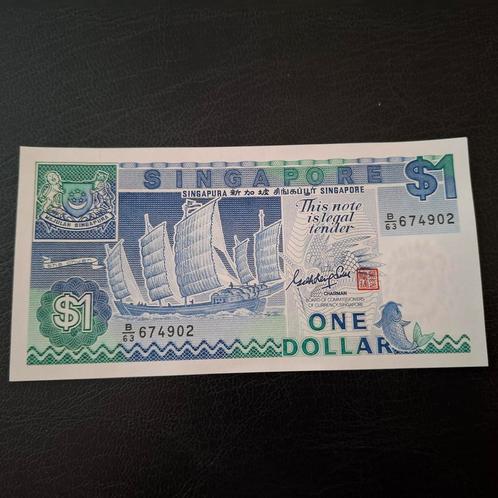 SINGAPORE
SINGAPURA 新加坡 சிங்கப்பூர் SINGAPORE
$1
MAJULAH SINGAPURA
This note
is legal
tender
B/63 674902
CHAIRMAN
BOARD OF COMMISSIONERS
OF CURRENCY, SINGAPORE
$1
B/63 674902
ONE
DOLLAR